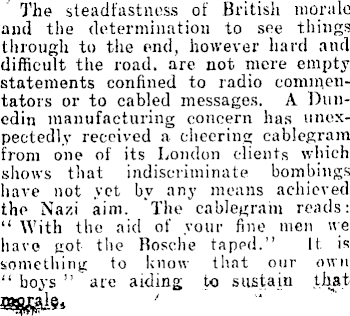 The steadfastness of British morale
and the determination to see things
through to the end, however hard and
difficult the road, are not mere empty
statements confined to radio commen-
tators or to cabled messages. A Dun-
edin manufacturing concern has unex-
pectedly received a cheering cablegram
from one of its London clients which
shows that indiscriminate bombings
have not yet by any means achieved
the Nazi aim. The cablegram reads:
" With the aid of your fine men we
have got the Bosche taped." It is
something to know that our own
" boys " are aiding to sustain that
morale.